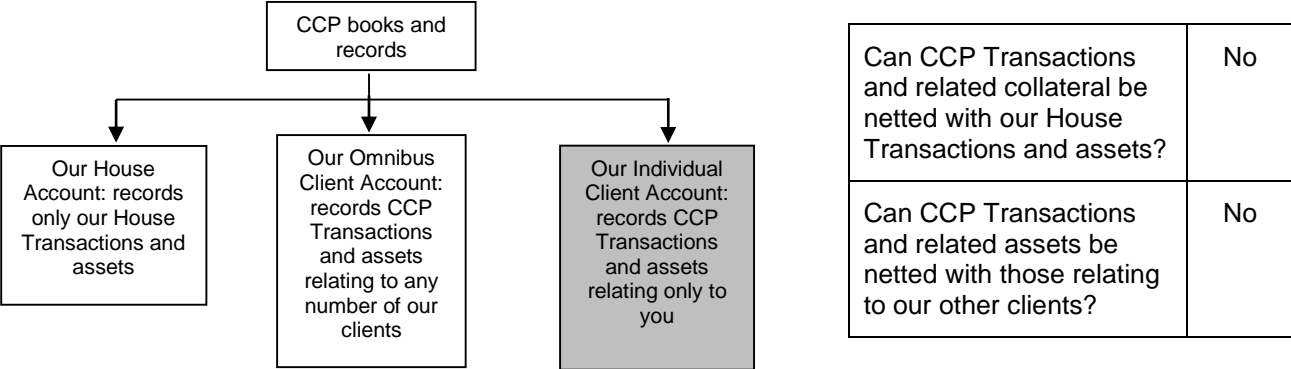 CCP books and
records
Our House
Account: records
only our House
Transactions and
assets
Our Omnibus
Client Account:
records CCP
Transactions
and assets
relating to any
number of our
clients
Our Individual
Client Account:
records CCP
Transactions
and assets
relating only to
you
Can CCP Transactions
and related collateral be
netted with our House
Transactions and assets?
No
Can CCP Transactions
and related assets be
netted with those relating
to our other clients?
No